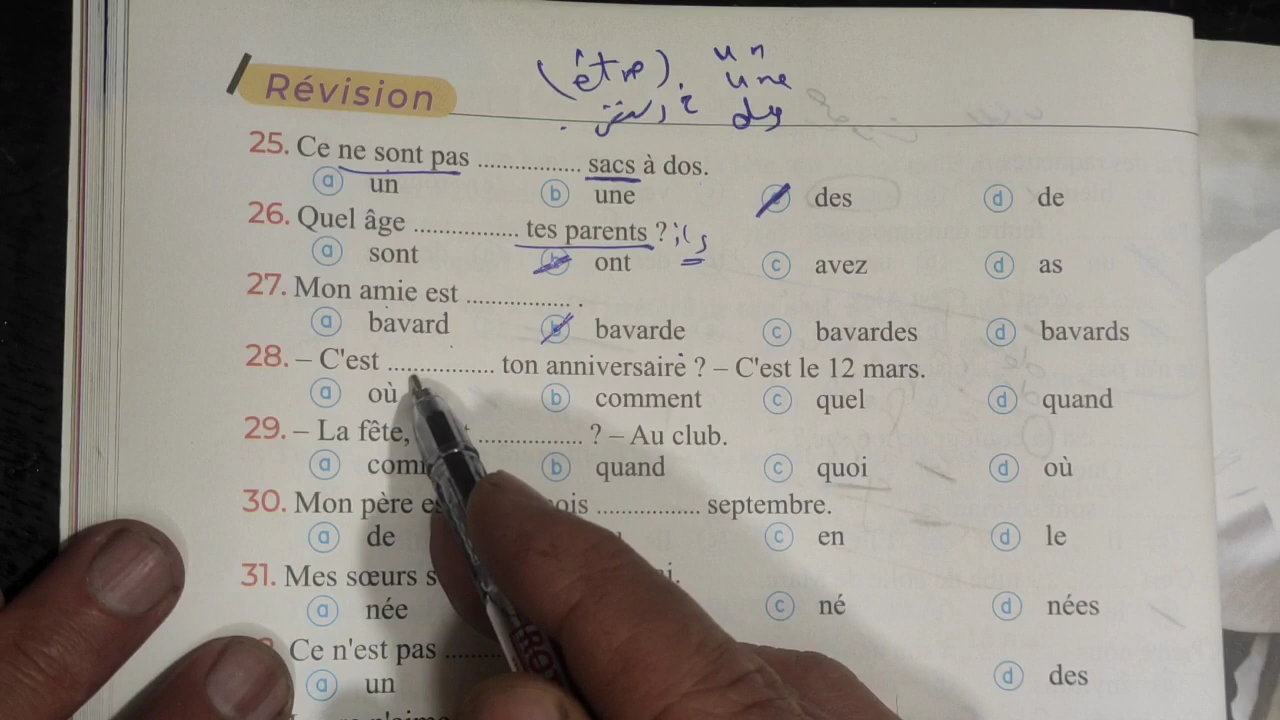 (être). un
Révision
une
des
25. Ce ne sont pas ................ sacs à dos.
a un b une c des d de
26. Quel âge ................ tes parents ? ils
a sont b ont c avez d as
27. Mon amie est ................ .
a bavard b bavarde c bavardes d bavards
28. – C'est ................ ton anniversaire ? – C'est le 12 mars.
a où b comment c quel d quand
29. – La fête, ................ ? – Au club.
a b quand c quoi d où
30. Mon père ................ septembre.
a de c en d le
31. Mes sœurs
a née c né d nées
Ce n'est pas
a un d des